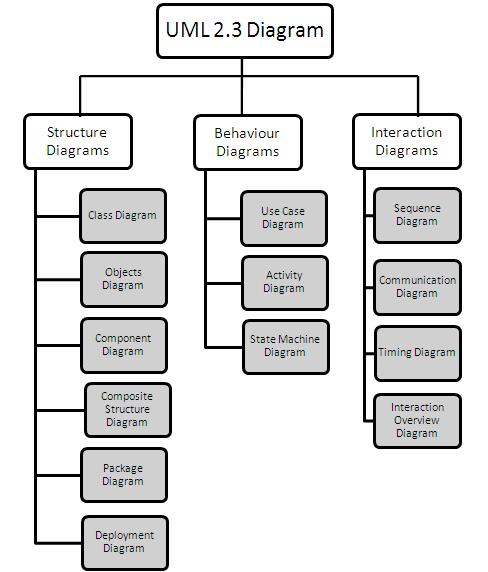 UML 2.3 Diagram
Structure
Diagrams
Class Diagram
Objects
Diagram
Component
Diagram
Composite
Structure
Diagram
Package
Diagram
Deployment
Diagram
Behaviour
Diagrams
Use Case
Diagram
Activity
Diagram
State Machine
Diagram
Interaction
Diagrams
Sequence
Diagram
Communication
Diagram
Timing Diagram
Interaction
Overview
Diagram